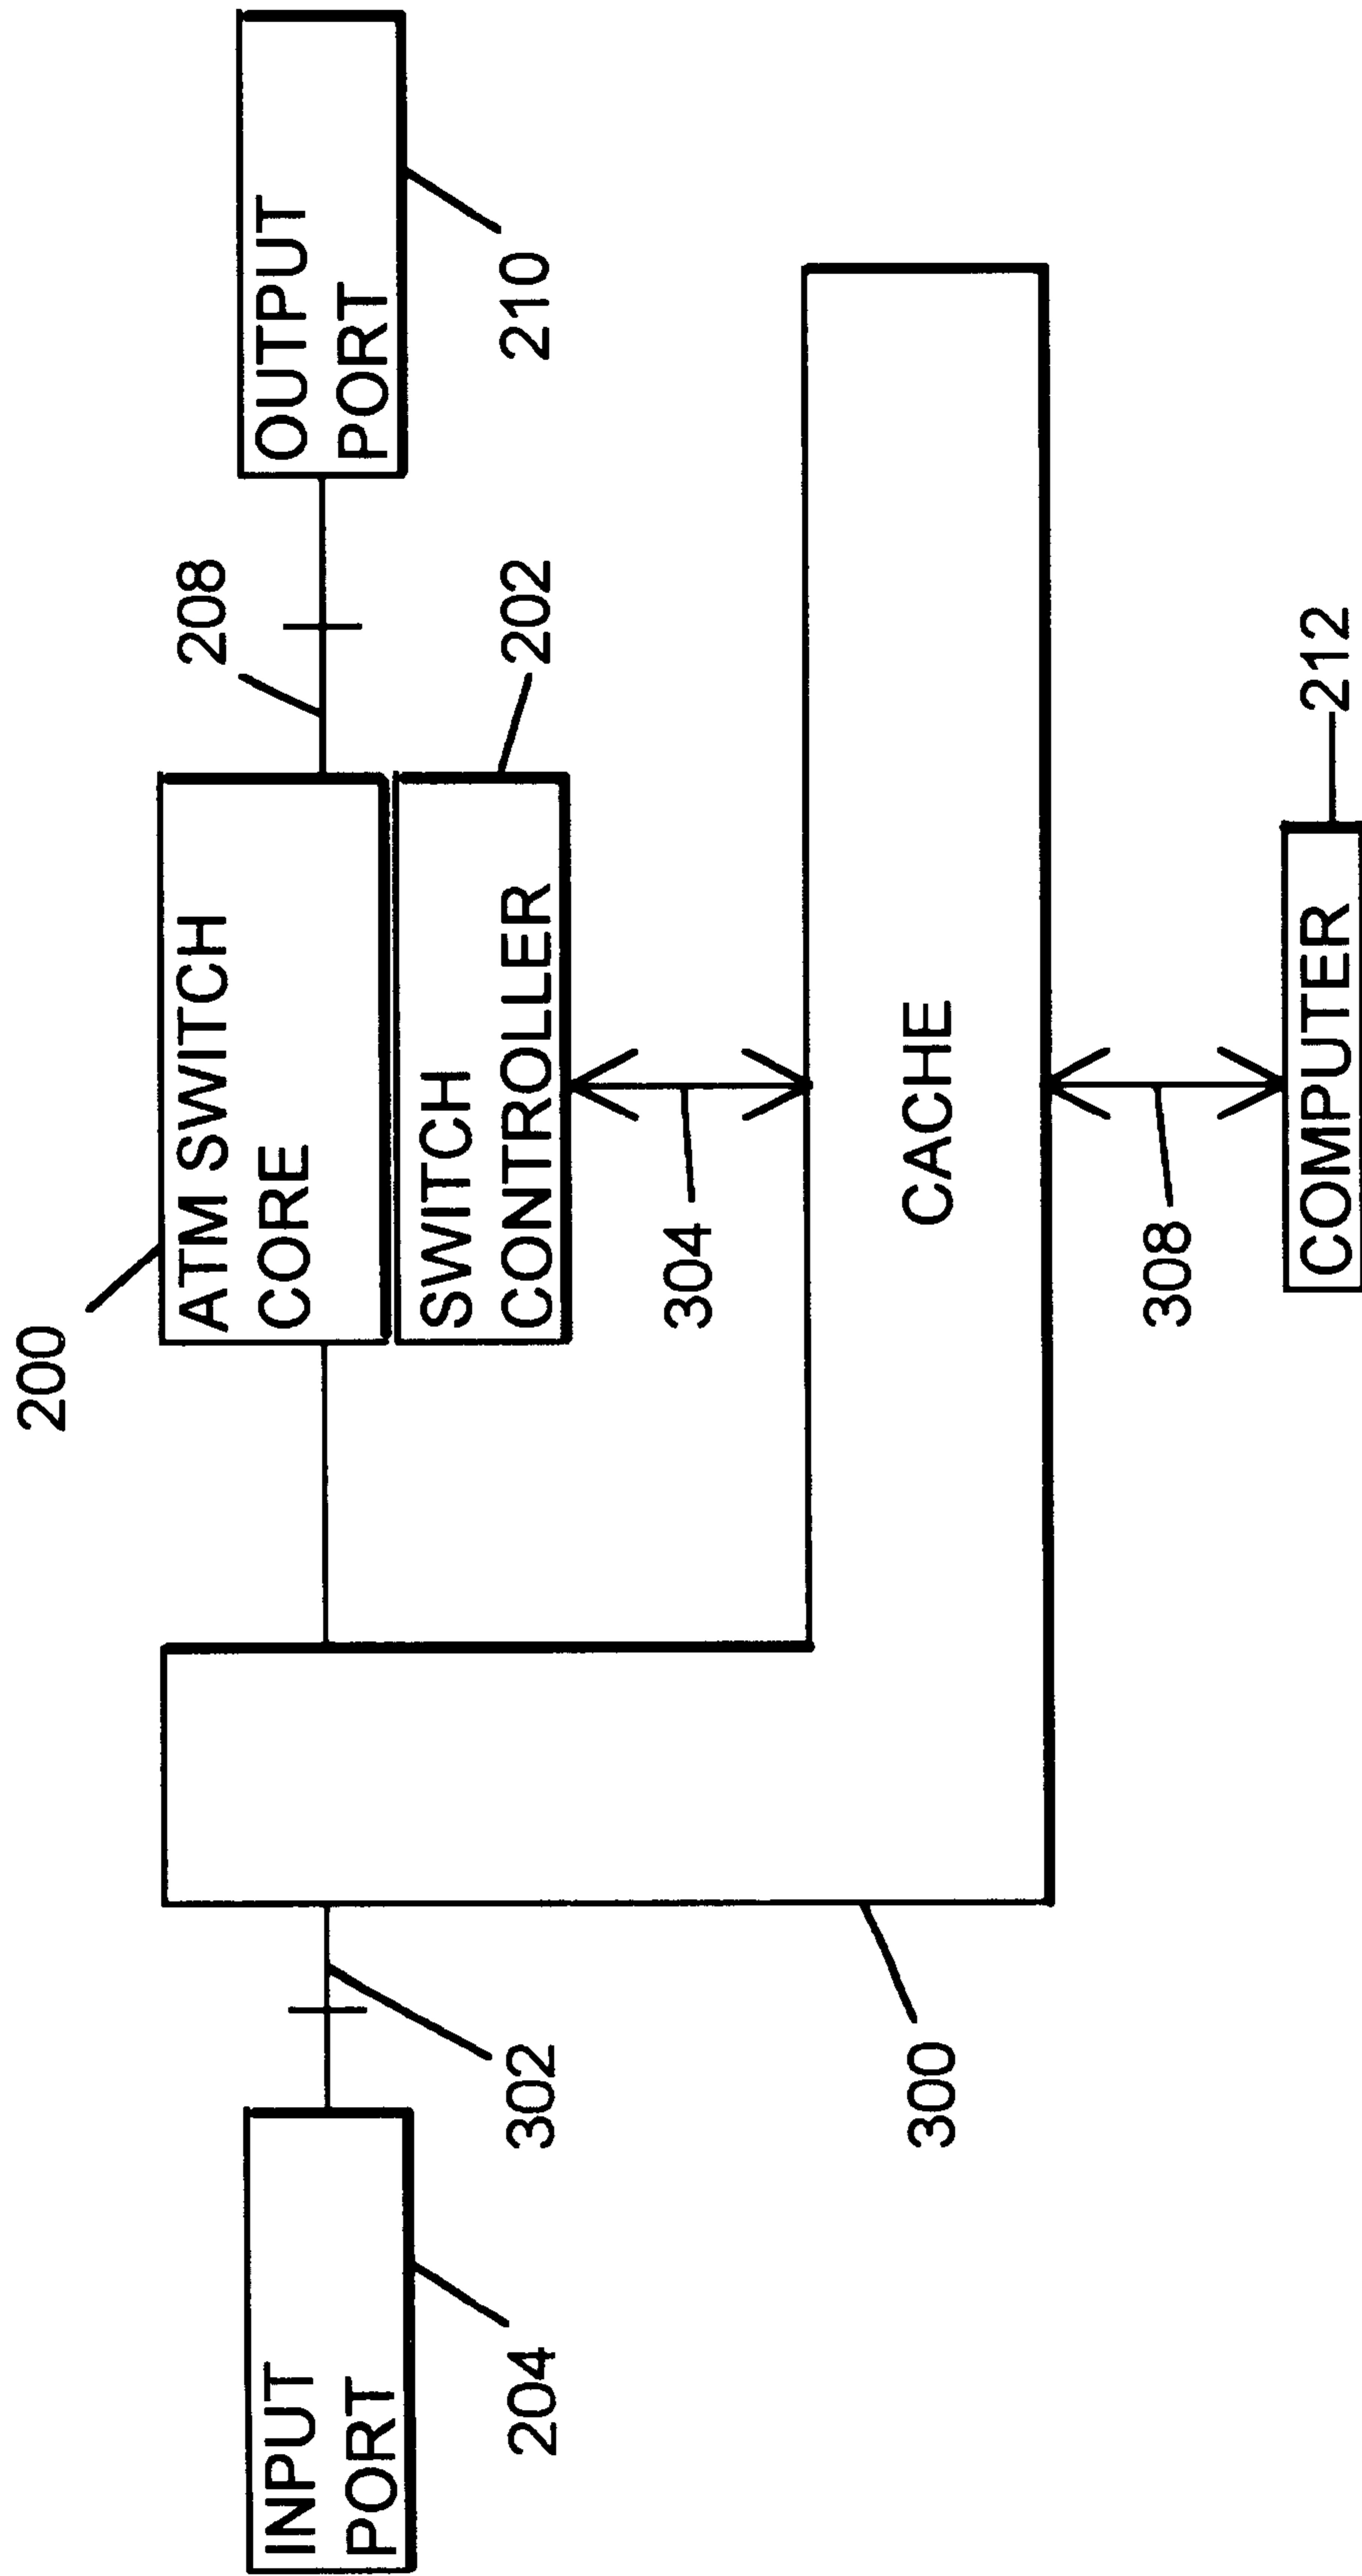 200
ATM SWITCH
CORE
208
OUTPUT
PORT
210
INPUT
PORT
204
302
SWITCH
CONTROLLER
202
304
300
CACHE
308
COMPUTER
212